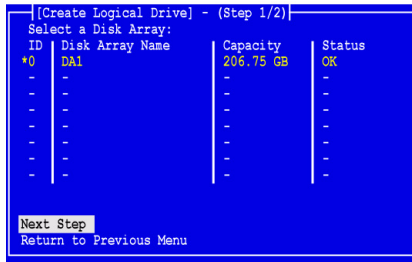 [Create Logical Drive] - (Step 1/2)
Select a Disk Array:
ID Disk Array Name Capacity Status
*0 DA1 206.75 GB OK
- - - -
- - - -
- - - -
- - - -
- - - -
- - - -
- - - -
Next Step
Return to Previous Menu